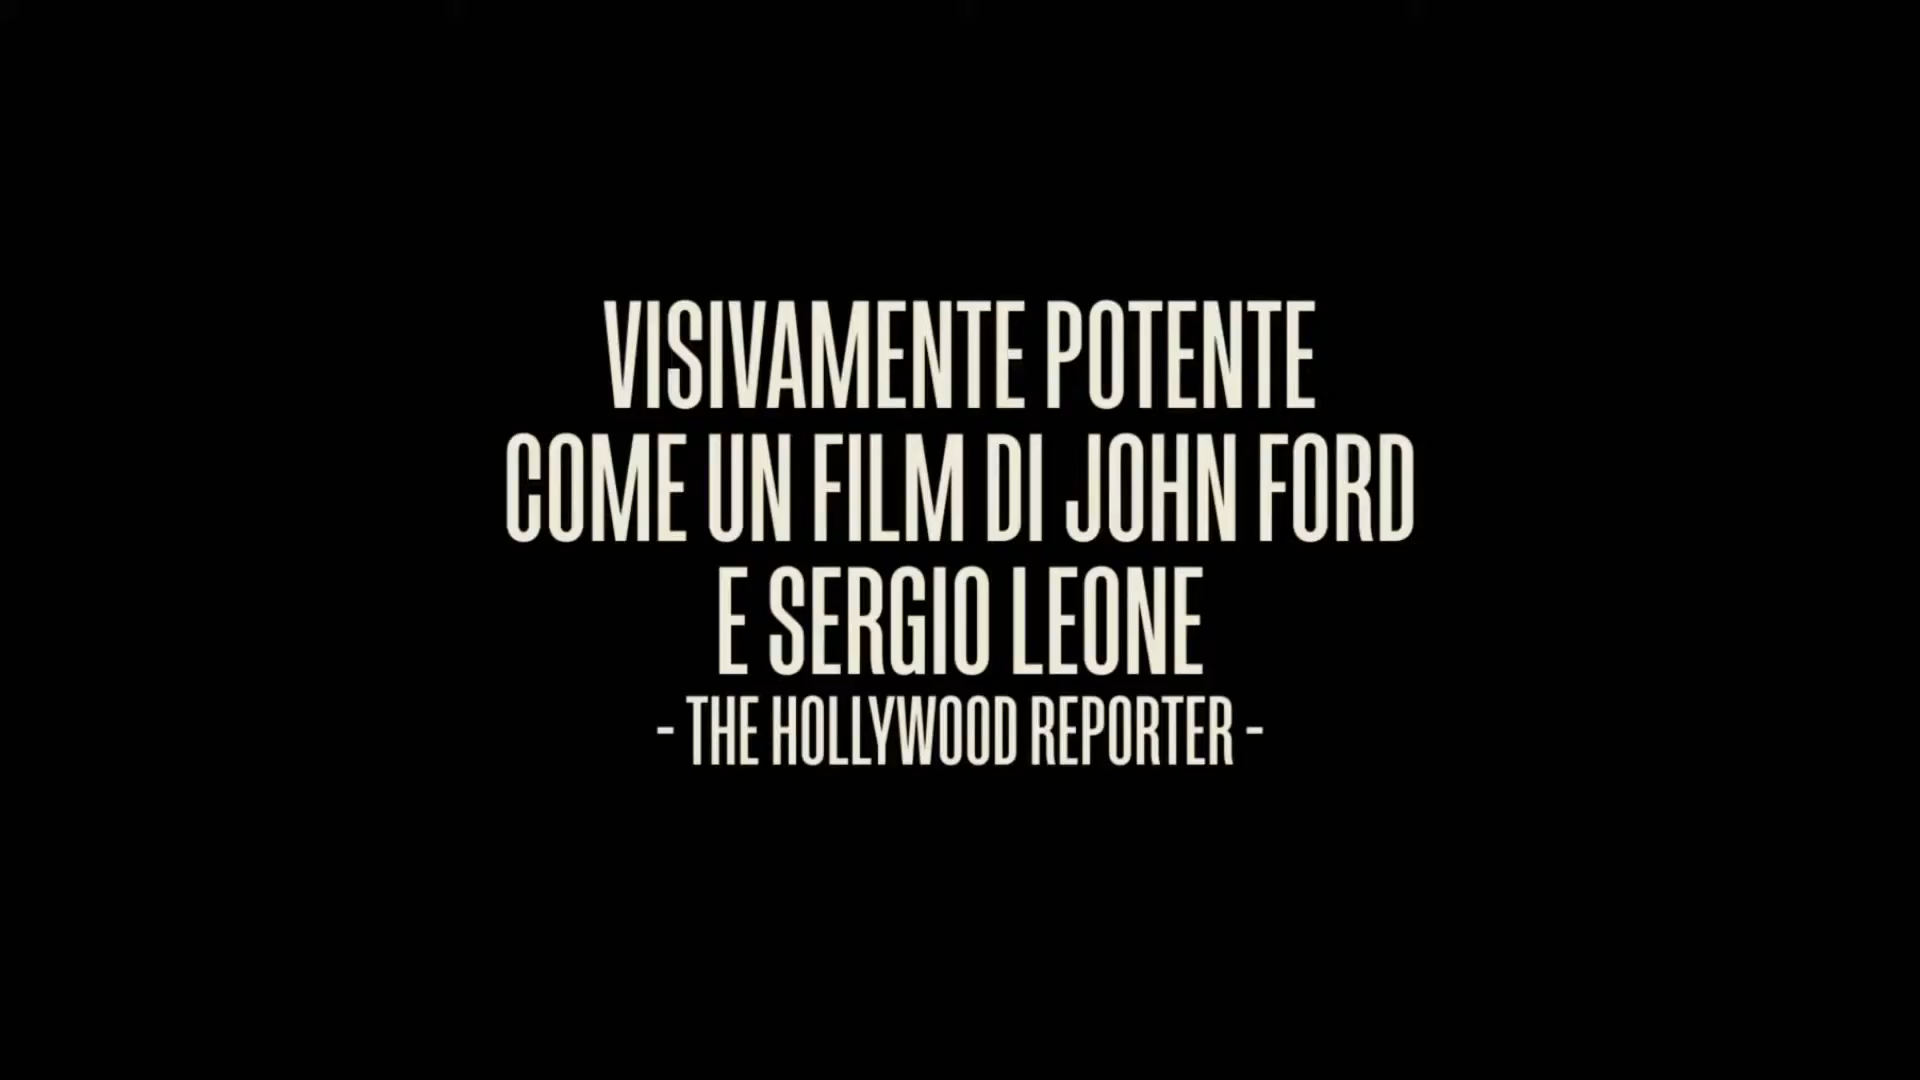 VISIVAMENTE POTENTE
COME UN FILM DI JOHN FORD
E SERGIO LEONE
- THE HOLLYWOOD REPORTER -